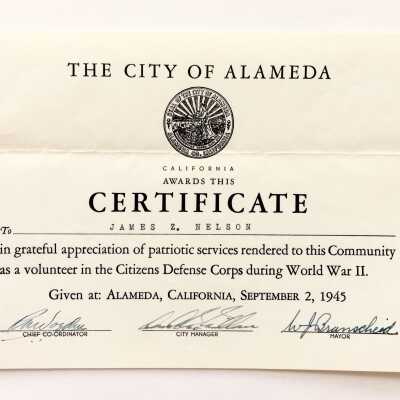 THE CITY OF ALAMEDA
CALIFORNIA
AWARDS THIS
CERTIFICATE
To JAMES Z. NELSON
in grateful appreciation of patriotic services rendered to this Community
as a volunteer in the Citizens Defense Corps during World War II.
Given at: ALAMEDA, CALIFORNIA, SEPTEMBER 2, 1945
W J Branscheid
CHIEF CO-ORDINATOR CITY MANAGER MAYOR